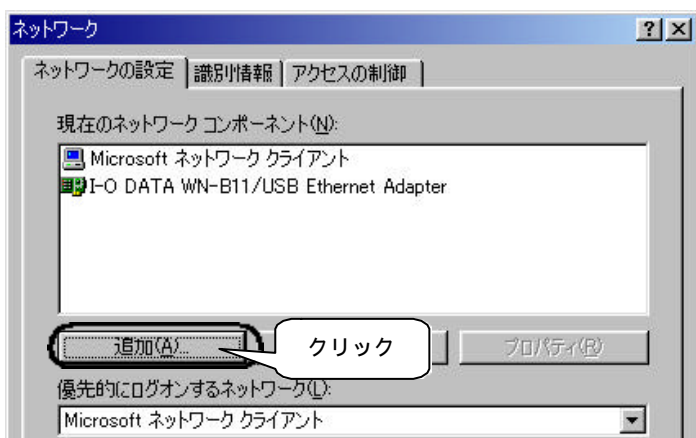 ネットワーク
ネットワークの設定 識別情報 アクセスの制御
現在のネットワーク コンポーネント(N):
Microsoft ネットワーク クライアント
I-O DATA WN-B11/USB Ethernet Adapter
追加(A)... クリック プロパティ(R)
優先的にログオンするネットワーク(L):
Microsoft ネットワーク クライアント